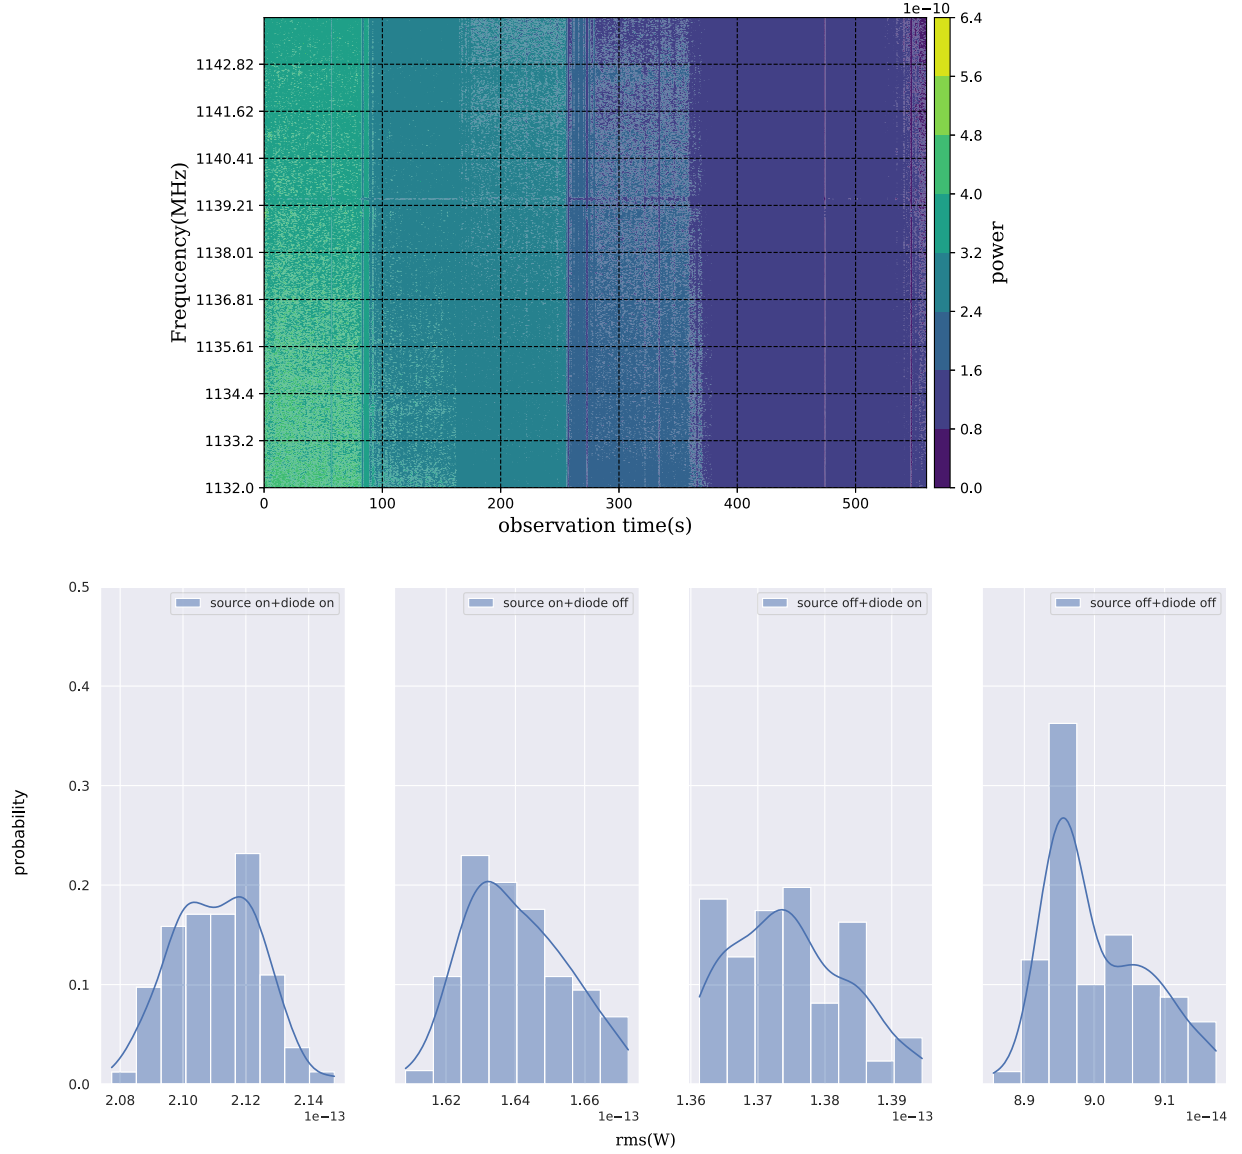 1e−10
6.4
1142.82
5.6
1141.62
4.8
1140.41
4.0
1139.21
3.2
1138.01
2.4
1136.81
1.6
1135.61
0.8
1134.4
0.0
1133.2
1132.0
Frequcency(MHz)
power
0 100 200 300 400 500
observation time(s)
0.5
0.4
0.3
0.2
0.1
0.0
probability
source on+diode on
source on+diode off
source off+diode on
source off+diode off
2.08 2.10 2.12 2.14
1e−13
1.62 1.64 1.66
1e−13
1.36 1.37 1.38 1.39
1e−13
8.9 9.0 9.1
1e−14
rms(W)